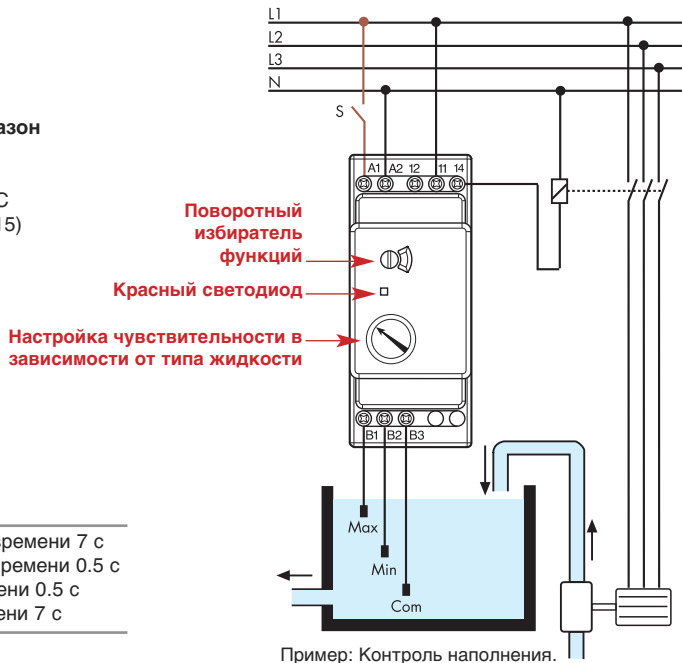 L1
L2
L3
N
азон
S
С
15)
A1 A2 12 11 14
Поворотный
избиратель
функций
Красный светодиод
Настройка чувствительности в
зависимости от типа жидкости
B1 B2 B3
Max
Min
Com
времени 7 с
ремени 0.5 с
ени 0.5 с
ени 7 с
Пример: Контроль наполнения.